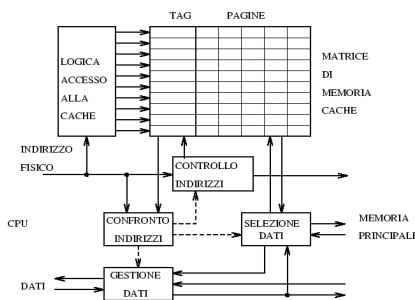 TAG PAGINE
LOGICA
ACCESSO
ALLA
CACHE
MATRICE
DI
MEMORIA
CACHE
INDIRIZZO
FISICO
CONTROLLO
INDIRIZZI
CPU
CONFRONTO
INDIRIZZI
SELEZIONE
DATI
MEMORIA
PRINCIPALE
DATI
GESTIONE
DATI